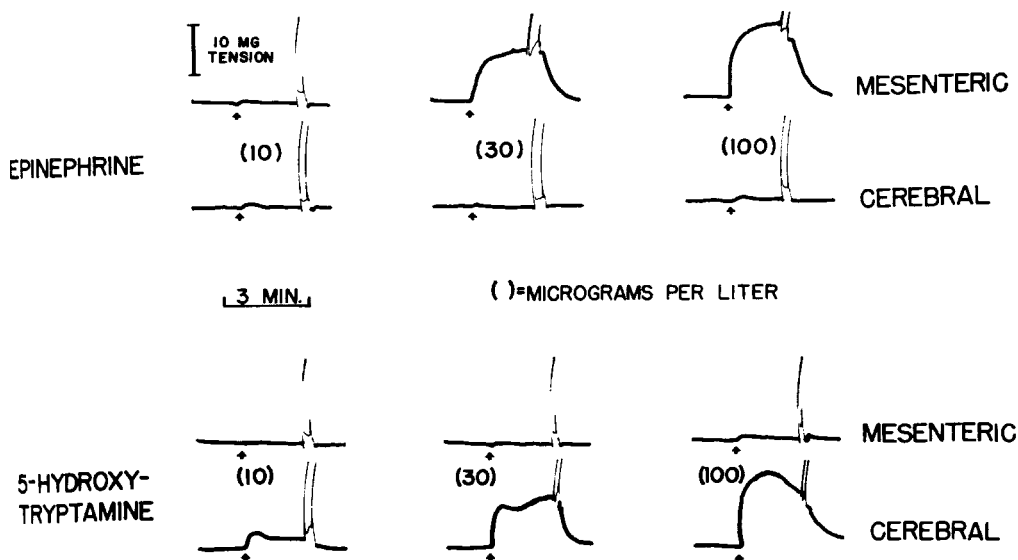 10 MG
TENSION
MESENTERIC
EPINEPHRINE
(10)
(30)
(100)
CEREBRAL
3 MIN.
( )=MICROGRAMS PER LITER
MESENTERIC
5-HYDROXY-
TRYPTAMINE
(10)
(30)
(100)
CEREBRAL